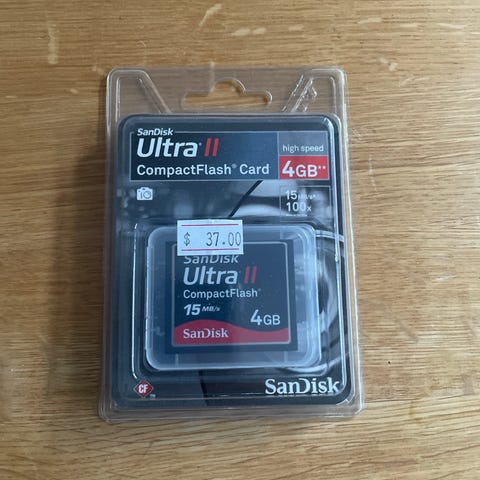 SanDisk
Ultra II
CompactFlash® Card
high speed
4GB**
15MB/s*
100x
$ 37.00
SanDisk
Ultra II
CompactFlash®
15 MB/s
4GB
SanDisk
CF
SanDisk